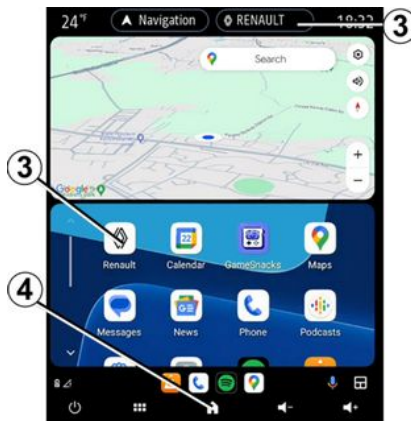 24°F
Navigation
RENAULT
18:32
3
Search
+
−
Google
3
Renault
Calendar
GameSnacks
Maps
4
Messages
News
Phone
Podcasts